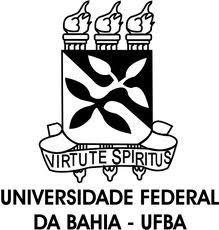 VIRTUTE SPIRITUS
UNIVERSIDADE FEDERAL
DA BAHIA - UFBA